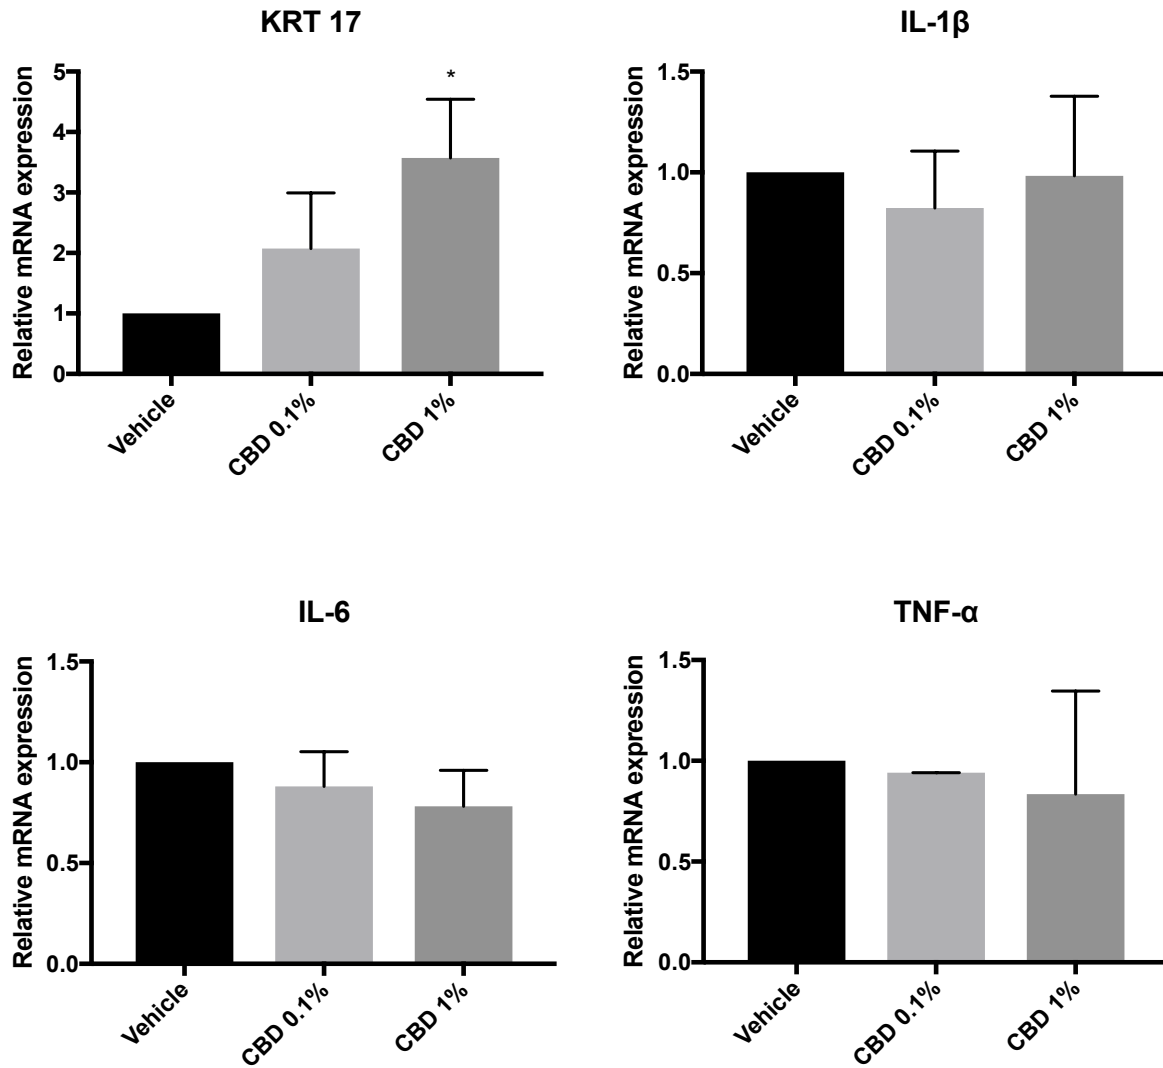 KRT 17
Relative mRNA expression
5
*
4
3
2
1
0
Vehicle
CBD 0.1%
CBD 1%
IL-1β
Relative mRNA expression
1.5
1.0
0.5
0.0
Vehicle
CBD 0.1%
CBD 1%
IL-6
Relative mRNA expression
1.5
1.0
0.5
0.0
Vehicle
CBD 0.1%
CBD 1%
TNF-α
Relative mRNA expression
1.5
1.0
0.5
0.0
Vehicle
CBD 0.1%
CBD 1%